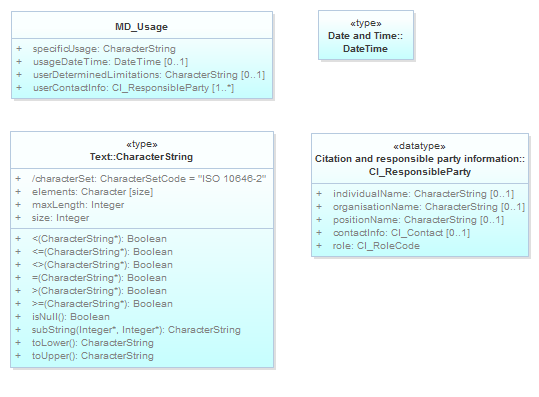 MD_Usage
+ specificUsage: CharacterString
+ usageDateTime: DateTime [0..1]
+ userDeterminedLimitations: CharacterString [0..1]
+ userContactInfo: CI_ResponsibleParty [1..*]
«type»
Date and Time::
DateTime
«type»
Text::CharacterString
+ /characterSet: CharacterSetCode = "ISO 10646-2"
+ elements: Character [size]
+ maxLength: Integer
+ size: Integer
+ <(CharacterString*): Boolean
+ <=(CharacterString*): Boolean
+ <>(CharacterString*): Boolean
+ =(CharacterString*): Boolean
+ >(CharacterString*): Boolean
+ >=(CharacterString*): Boolean
+ isNull(): Boolean
+ subString(Integer*, Integer*): CharacterString
+ toLower(): CharacterString
+ toUpper(): CharacterString
«datatype»
Citation and responsible party information::
CI_ResponsibleParty
+ individualName: CharacterString [0..1]
+ organisationName: CharacterString [0..1]
+ positionName: CharacterString [0..1]
+ contactInfo: CI_Contact [0..1]
+ role: CI_RoleCode